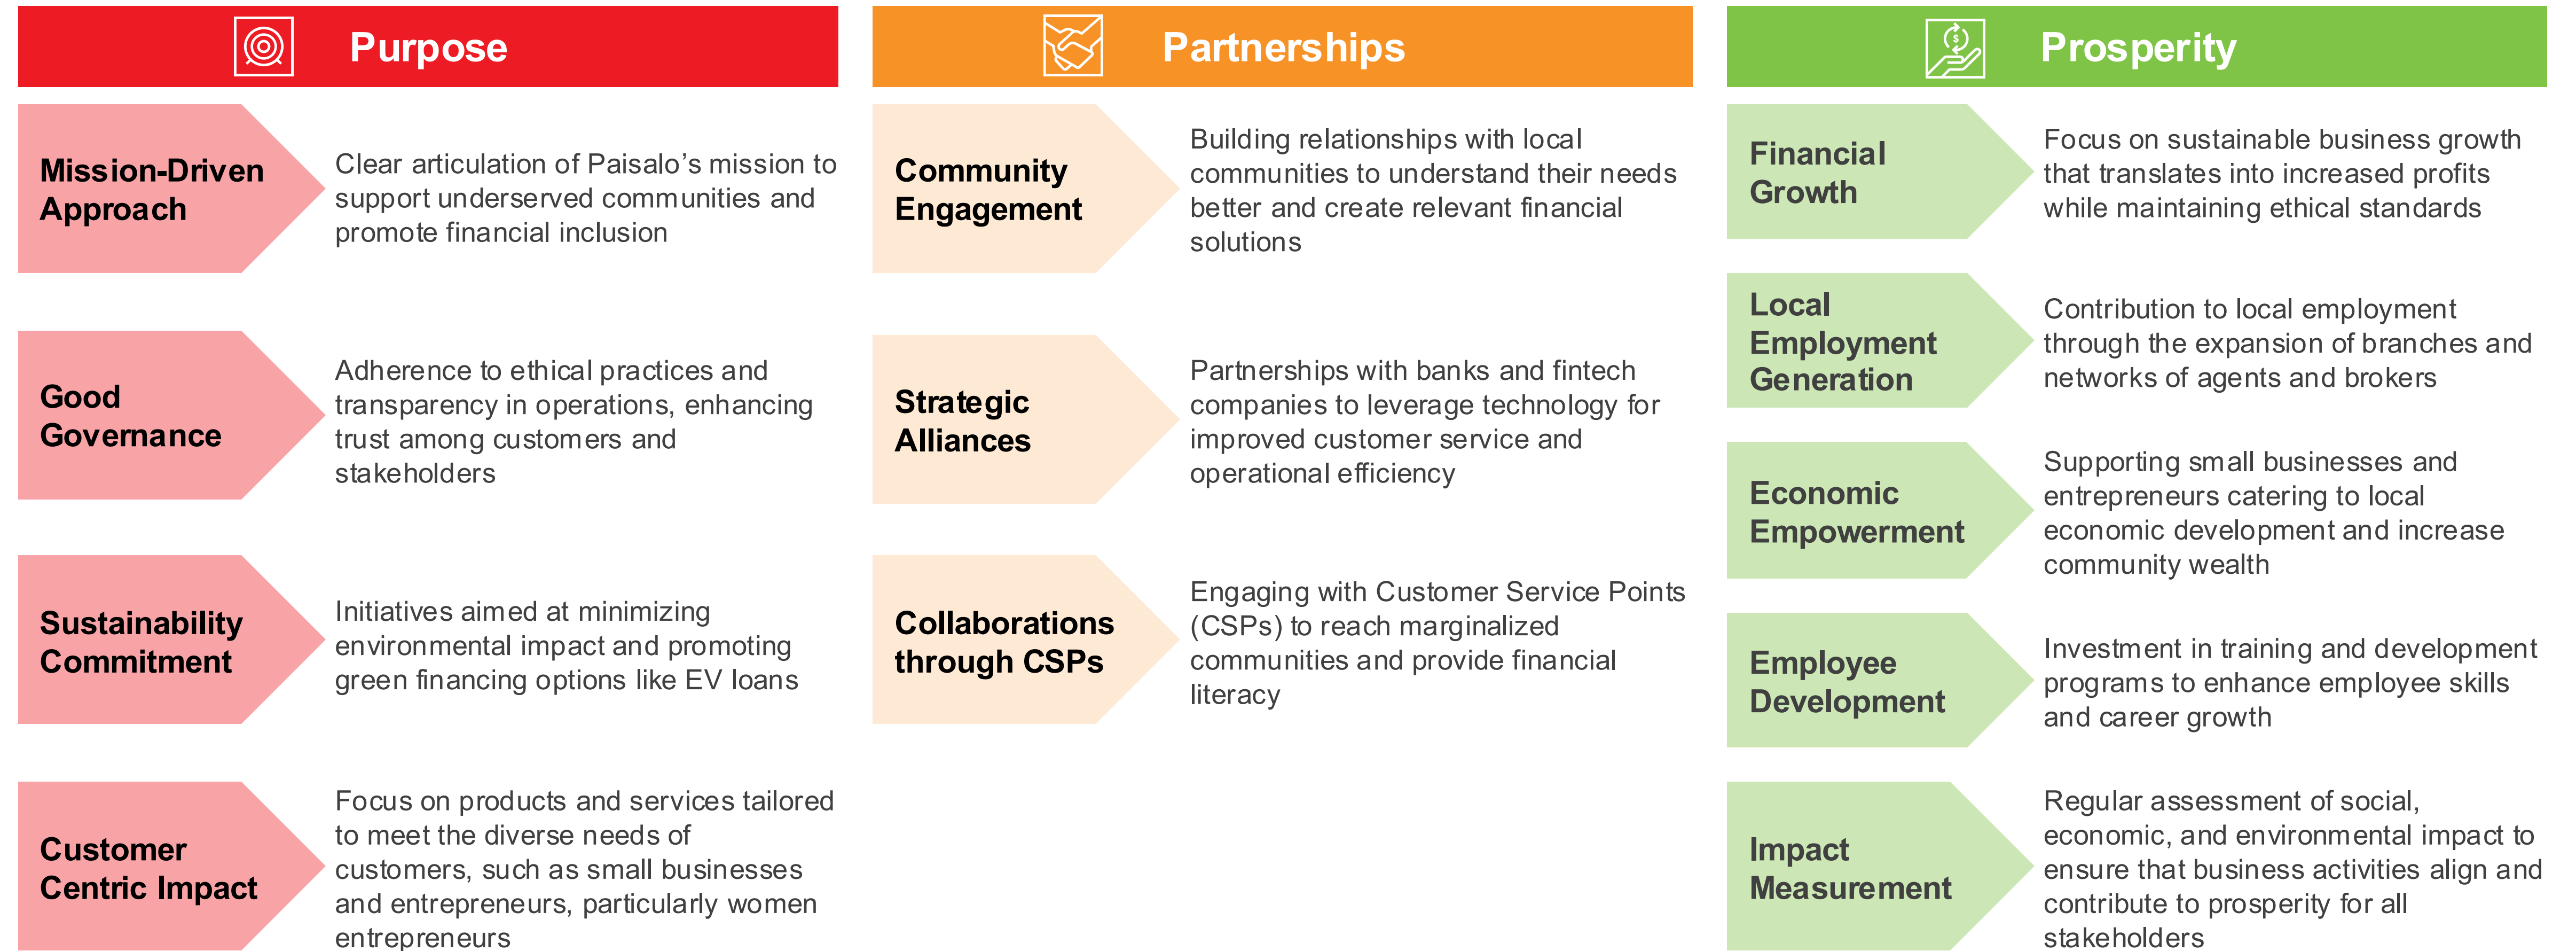 Purpose
Mission-Driven
Approach
Clear articulation of Paisalo’s mission to
support underserved communities and
promote financial inclusion
Good
Governance
Adherence to ethical practices and
transparency in operations, enhancing
trust among customers and
stakeholders
Sustainability
Commitment
Initiatives aimed at minimizing
environmental impact and promoting
green financing options like EV loans
Customer
Centric Impact
Focus on products and services tailored
to meet the diverse needs of
customers, such as small businesses
and entrepreneurs, particularly women
entrepreneurs
Partnerships
Community
Engagement
Building relationships with local
communities to understand their needs
better and create relevant financial
solutions
Strategic
Alliances
Partnerships with banks and fintech
companies to leverage technology for
improved customer service and
operational efficiency
Collaborations
through CSPs
Engaging with Customer Service Points
(CSPs) to reach marginalized
communities and provide financial
literacy
$
Prosperity
Financial
Growth
Focus on sustainable business growth
that translates into increased profits
while maintaining ethical standards
Local
Employment
Generation
Contribution to local employment
through the expansion of branches and
networks of agents and brokers
Economic
Empowerment
Supporting small businesses and
entrepreneurs catering to local
economic development and increase
community wealth
Employee
Development
Investment in training and development
programs to enhance employee skills
and career growth
Impact
Measurement
Regular assessment of social,
economic, and environmental impact to
ensure that business activities align and
contribute to prosperity for all
stakeholders